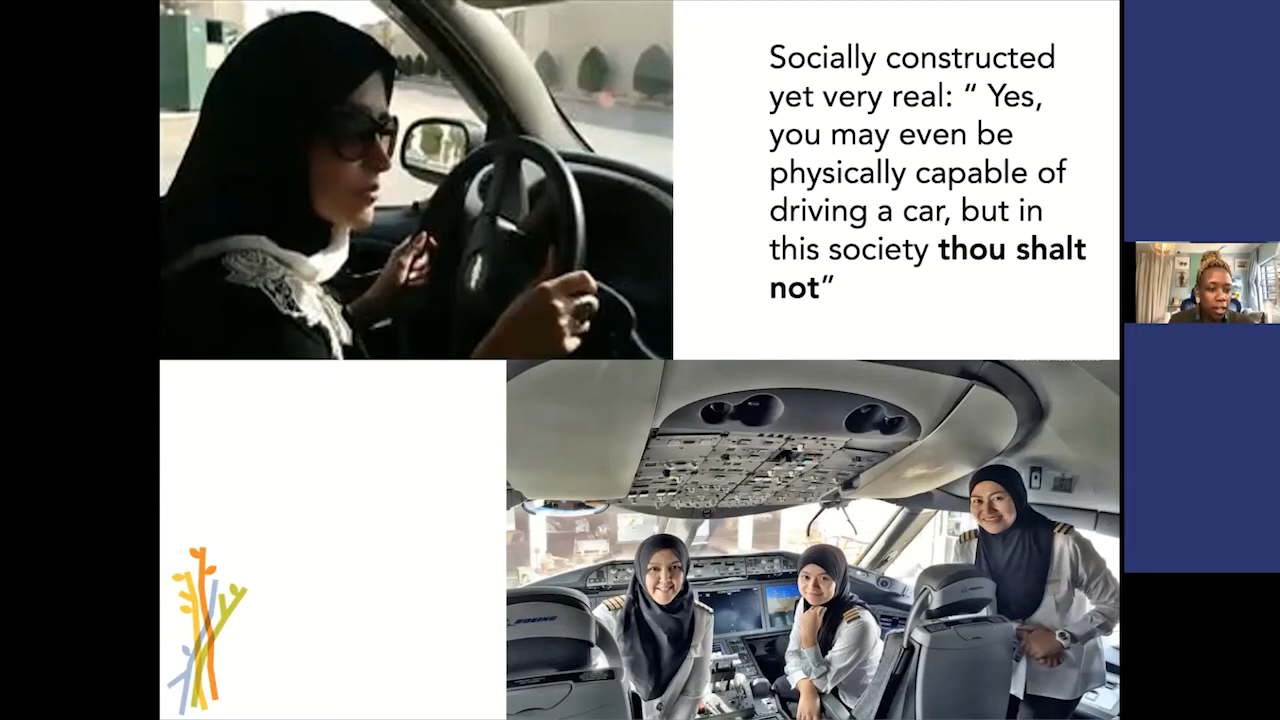 Socially constructed
yet very real: “ Yes,
you may even be
physically capable of
driving a car, but in
this society thou shalt
not”
BOEING